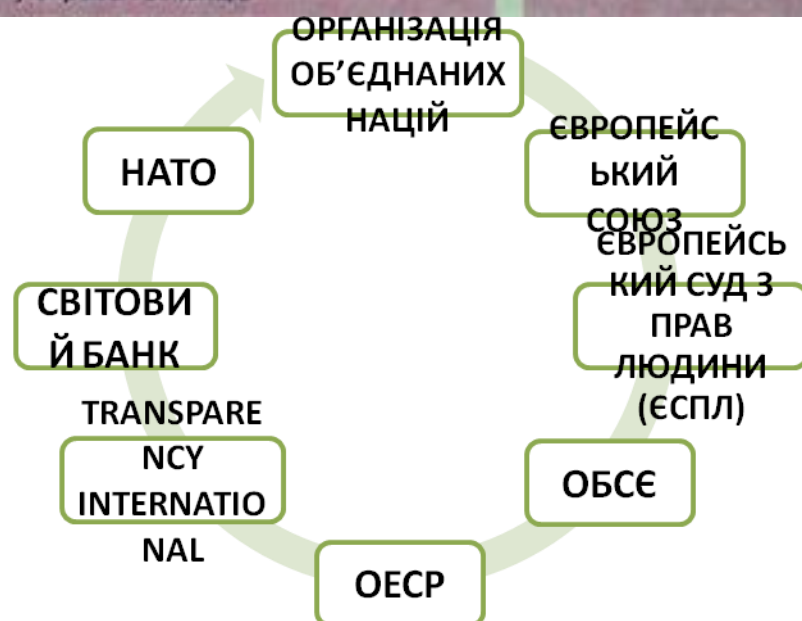 ОРГАНІЗАЦІЯ
ОБ’ЄДНАНИХ
НАЦІЙ
ЄВРОПЕЙС
ЬКИЙ
СОЮЗ
ЄВРОПЕЙСЬ
КИЙ СУД З
ПРАВ
ЛЮДИНИ
(ЄСПЛ)
ОБСЄ
ОЕСР
TRANSPARE
NCY
INTERNATIO
NAL
СВІТОВИ
Й БАНК
НАТО